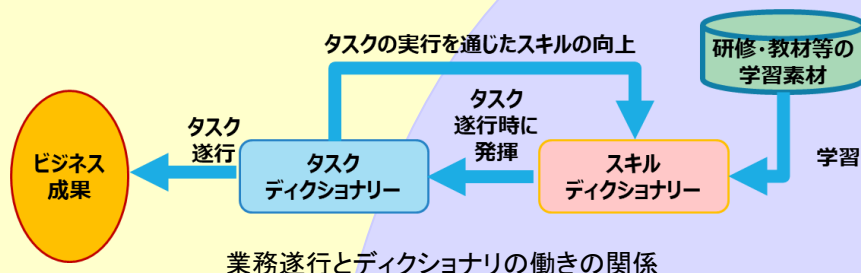 タスクの実行を通じたスキルの向上
研修・教材等の
学習素材
タスク
遂行
タスク
遂行時に
発揮
ビジネス
成果
タスク
ディクショナリー
スキル
ディクショナリー
学習
業務遂行とディクショナリの働きの関係